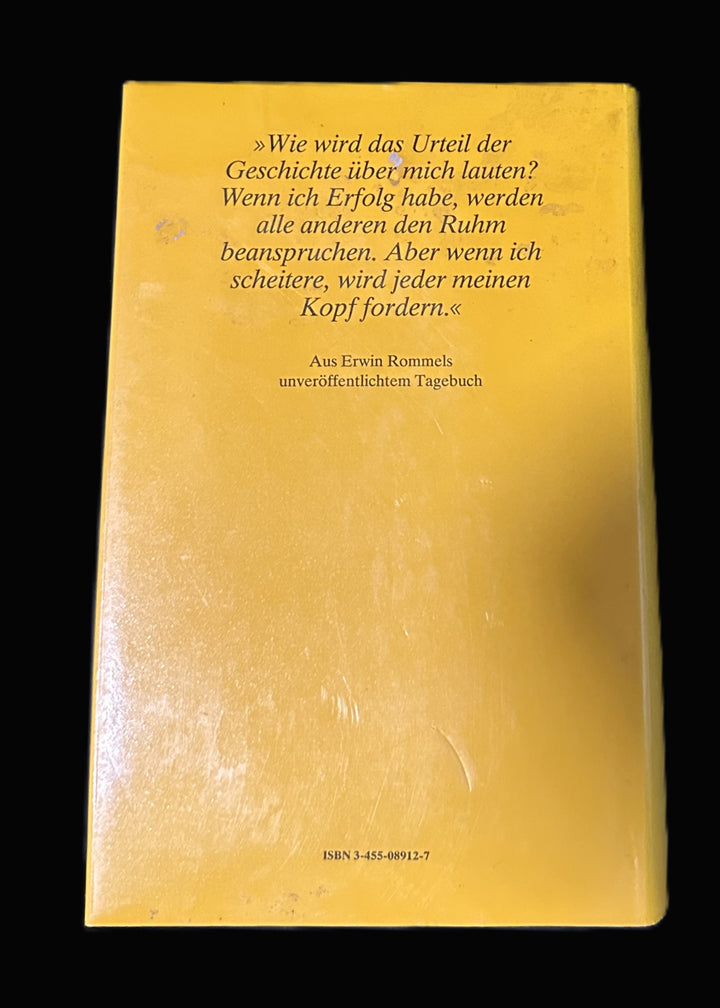 »Wie wird das Urteil der
Geschichte über mich lauten?
Wenn ich Erfolg habe, werden
alle anderen den Ruhm
beanspruchen. Aber wenn ich
scheitere, wird jeder meinen
Kopf fordern.«
Aus Erwin Rommels
unveröffentlichtem Tagebuch
ISBN 3-455-08912-7